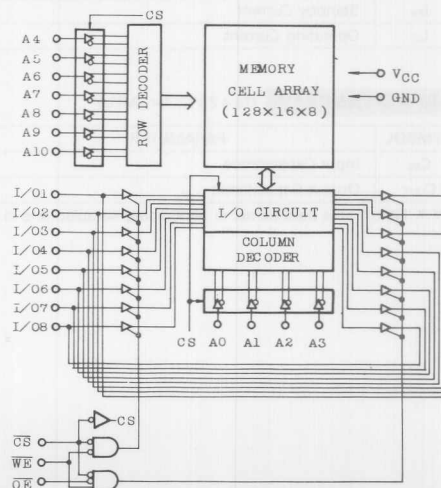 CS
A4
A5
A6
A7
A8
A9
A10
ROW DECODER
MEMORY
CELL ARRAY
(128×16×8)
VCC
GND
I/O1
I/O2
I/O3
I/O4
I/O5
I/O6
I/O7
I/O8
I/O CIRCUIT
COLUMN
DECODER
CS
A0 A1 A2 A3
CS
CS
WE
OE